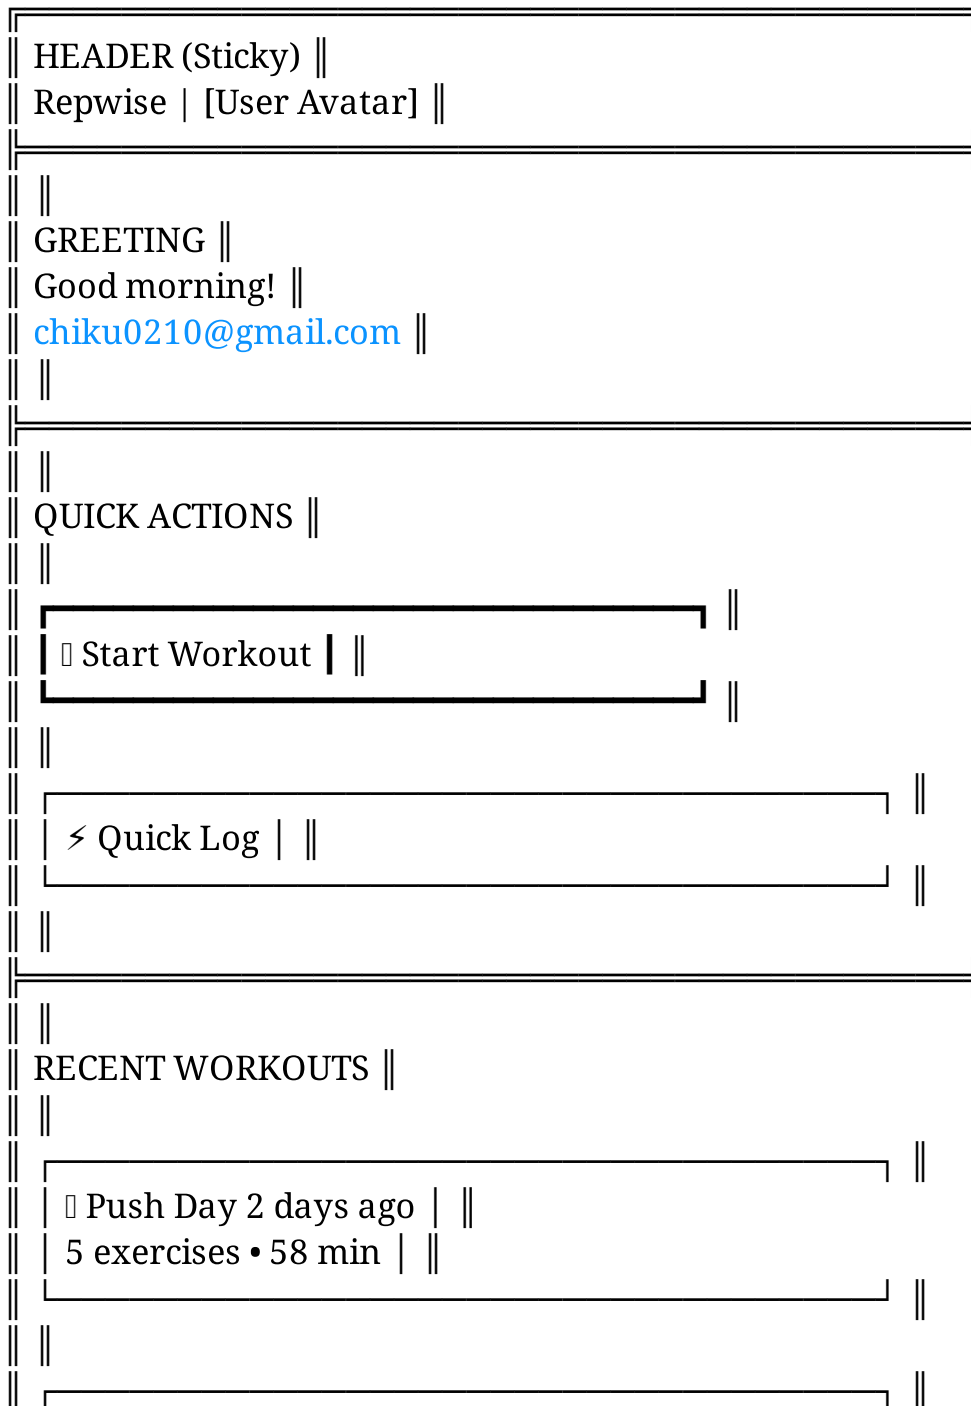 HEADER (Sticky)
Repwise | [User Avatar]
GREETING
Good morning!
chiku0210@gmail.com
QUICK ACTIONS
Start Workout
⚡ Quick Log
RECENT WORKOUTS
Push Day 2 days ago
5 exercises • 58 min